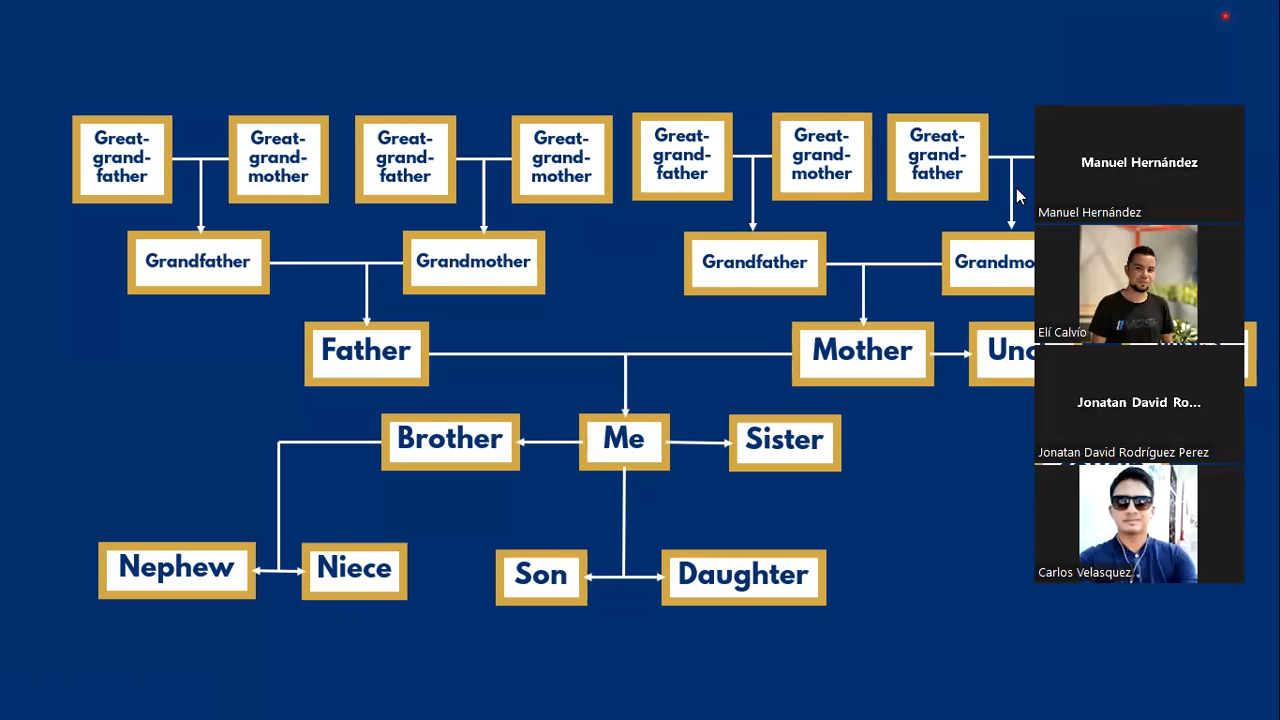 Great-
grand-
father
Great-
grand-
mother
Great-
grand-
father
Great-
grand-
mother
Great-
grand-
father
Great-
grand-
mother
Great-
grand-
father
Grandfather
Grandmother
Grandfather
Grandmo
Father
Mother
Unc
Brother
Me
Sister
Nephew
Niece
Son
Daughter
Manuel Hernández
Manuel Hernández
Elí Calvío
Jonatan David Ro...
Jonatan David Rodríguez Perez
Carlos Velasquez